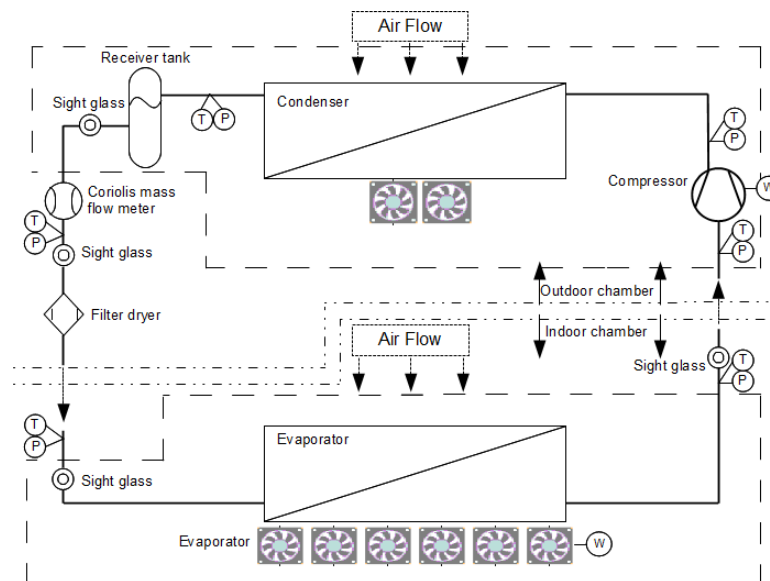 Air Flow
Receiver tank
Sight glass
Condenser
T
P
T
P
Compressor
W
Coriolis mass
flow meter
T
P
T
P
Sight glass
Outdoor chamber
Filter dryer
Indoor chamber
Air Flow
Sight glass
T
P
T
P
Evaporator
Sight glass
Evaporator
W